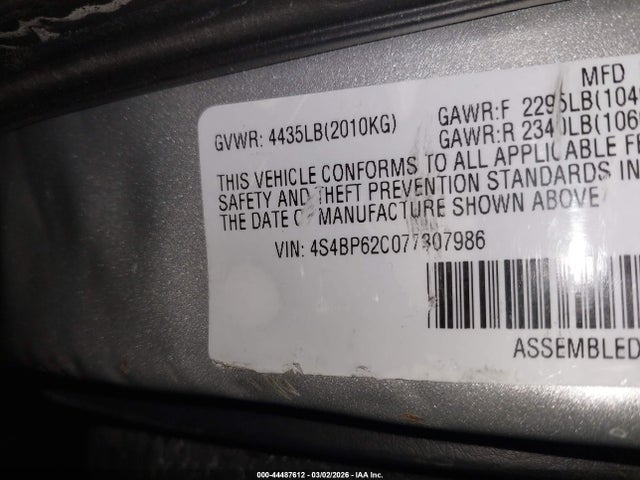 MFD
GVWR: 4435LB(2010KG)
GAWR:F 2295LB(104
GAWR:R 2340LB(106
THIS VEHICLE CONFORMS TO ALL APPLICABLE FE
SAFETY AND THEFT PREVENTION STANDARDS IN
THE DATE OF MANUFACTURE SHOWN ABOVE
VIN: 4S4BP62C077307986
ASSEMBLED
000-44487612 - 03/02/2026 - IAA Inc.